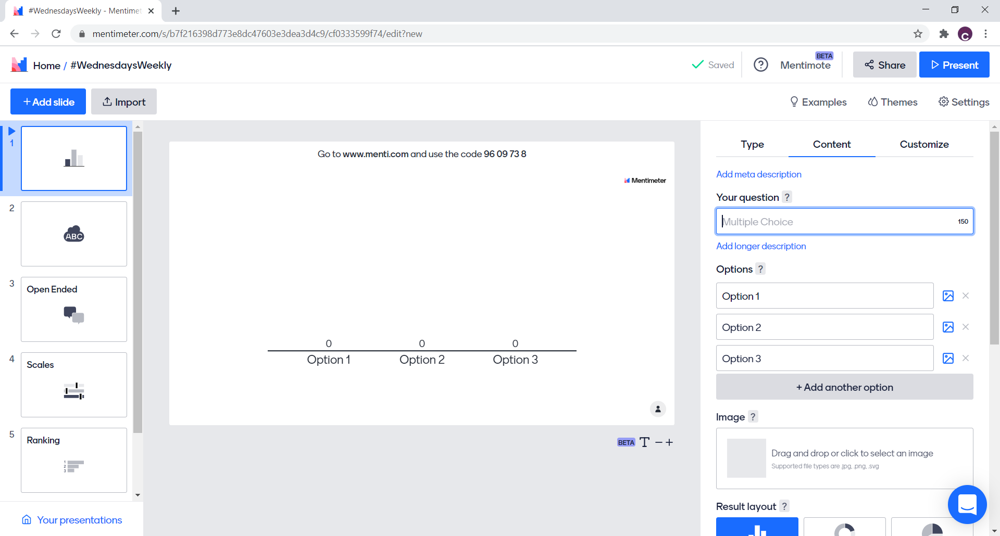 #WednesdaysWeekly - Mentimet
mentimeter.com/s/b7f216398d773e8dc47603e3dea3d4c9/cf0333599f74/edit?new
C
Home / #WednesdaysWeekly
Saved
?
Mentimote
BETA
Share
Present
+ Add slide
Import
Examples
Themes
Settings
1
2
ABC
3
Open Ended
4
Scales
5
Ranking
1
2
3
Your presentations
Go to www.menti.com and use the code 96 09 73 8
Mentimeter
0 0 0
Option 1 Option 2 Option 3
BETA T − +
Type Content Customize
Add meta description
Your question ?
Multiple Choice 150
Add longer description
Options ?
Option 1
Option 2
Option 3
+ Add another option
Image ?
Drag and drop or click to select an image
Supported file types are .jpg, .png, .svg
Result layout ?